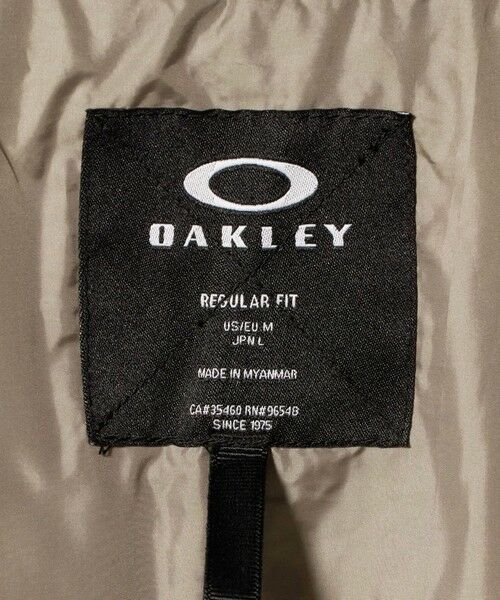 OAKLEY
REGULAR FIT
US/EU M
JPN L
MADE IN MYANMAR
CA#35460 RN#96548
SINCE 1975